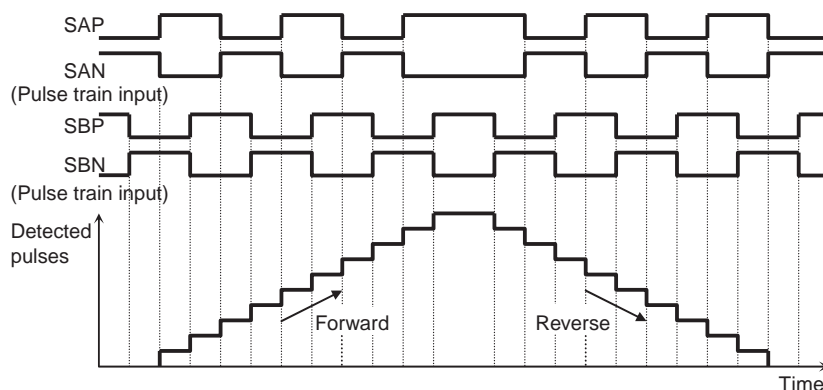 SAP
SAN
(Pulse train input)
SBP
SBN
(Pulse train input)
Detected
pulses
Forward
Reverse
Time